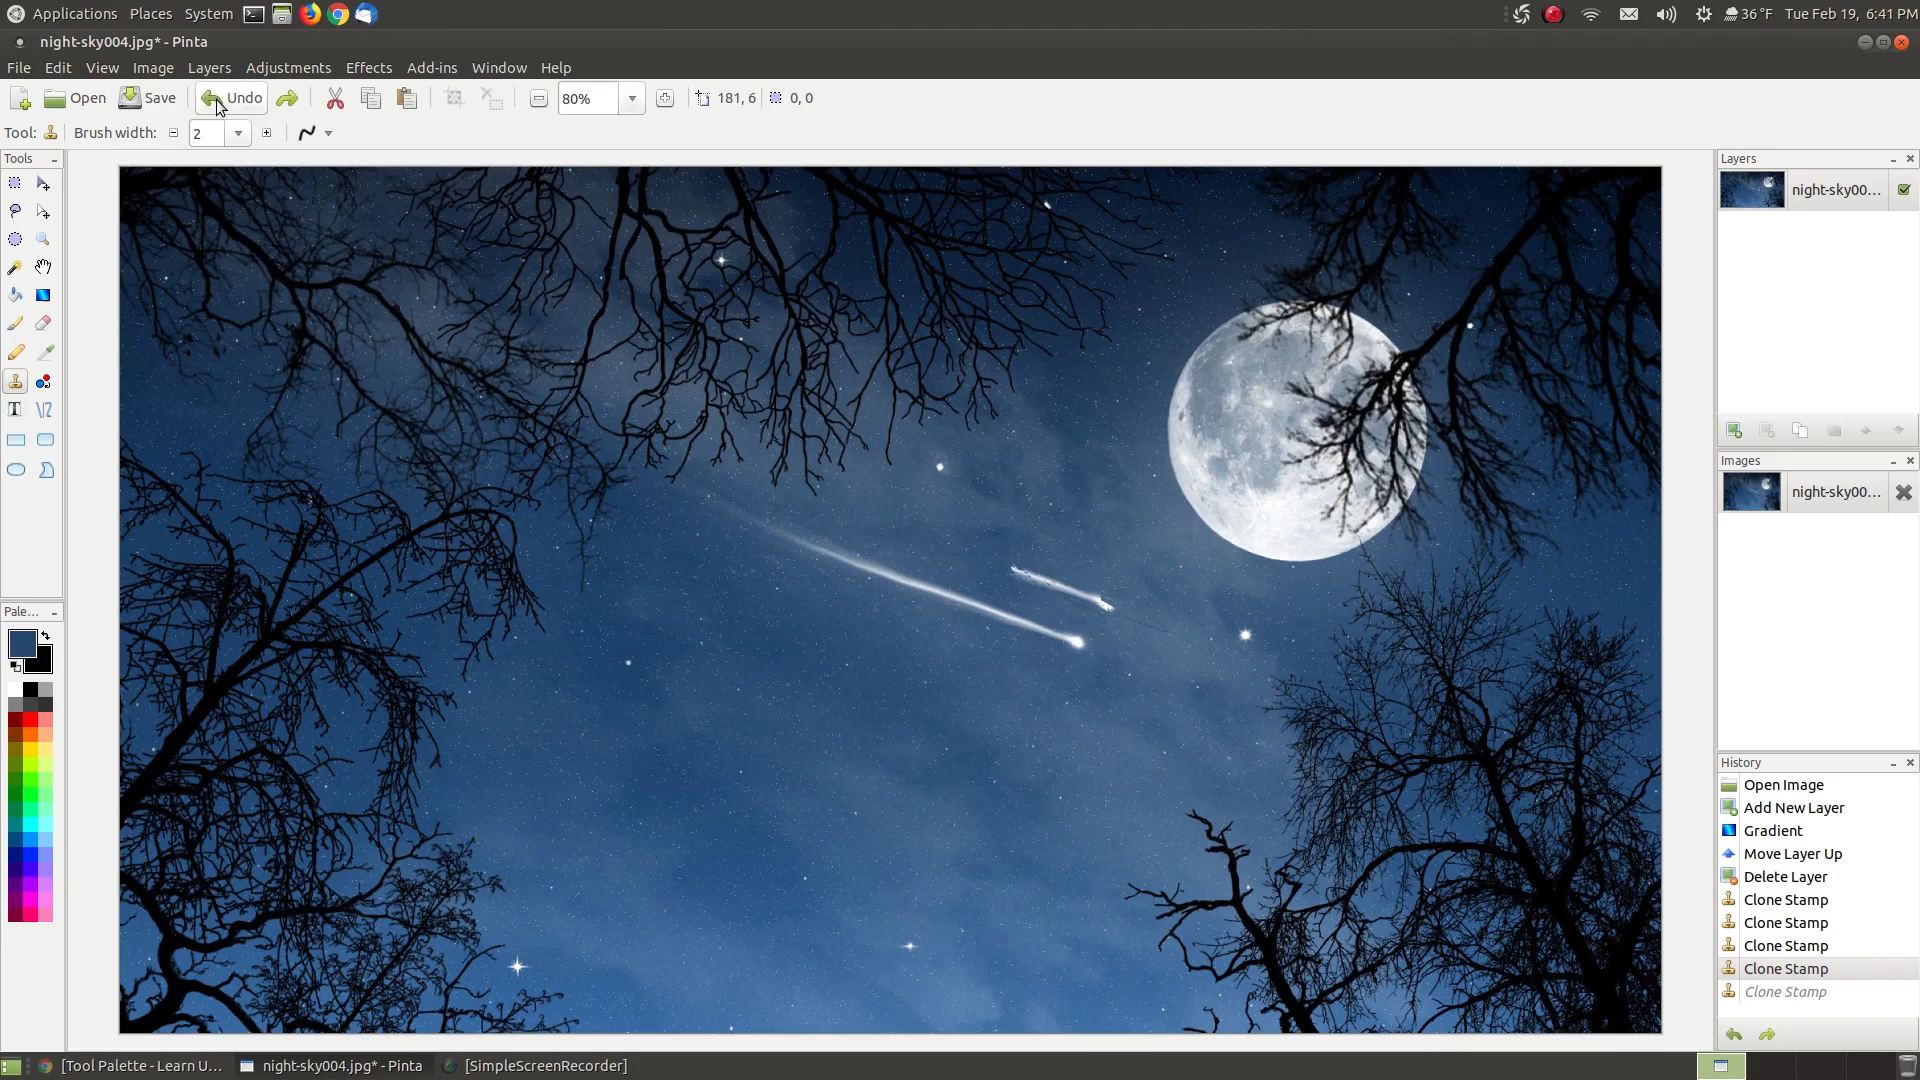 Applications Places System 36 °F Tue Feb 19, 6:41 PM
night-sky004.jpg* - Pinta
File Edit View Image Layers Adjustments Effects Add-ins Window Help
Open Save Undo 80% 181, 6 0, 0
Tool: Brush width: 2
Tools
Layers
night-sky00...
Images
night-sky00...
Pale...
History
Open Image
Add New Layer
Gradient
Move Layer Up
Delete Layer
Clone Stamp
Clone Stamp
Clone Stamp
Clone Stamp
Clone Stamp
[Tool Palette - Learn U... night-sky004.jpg* - Pinta [SimpleScreenRecorder]